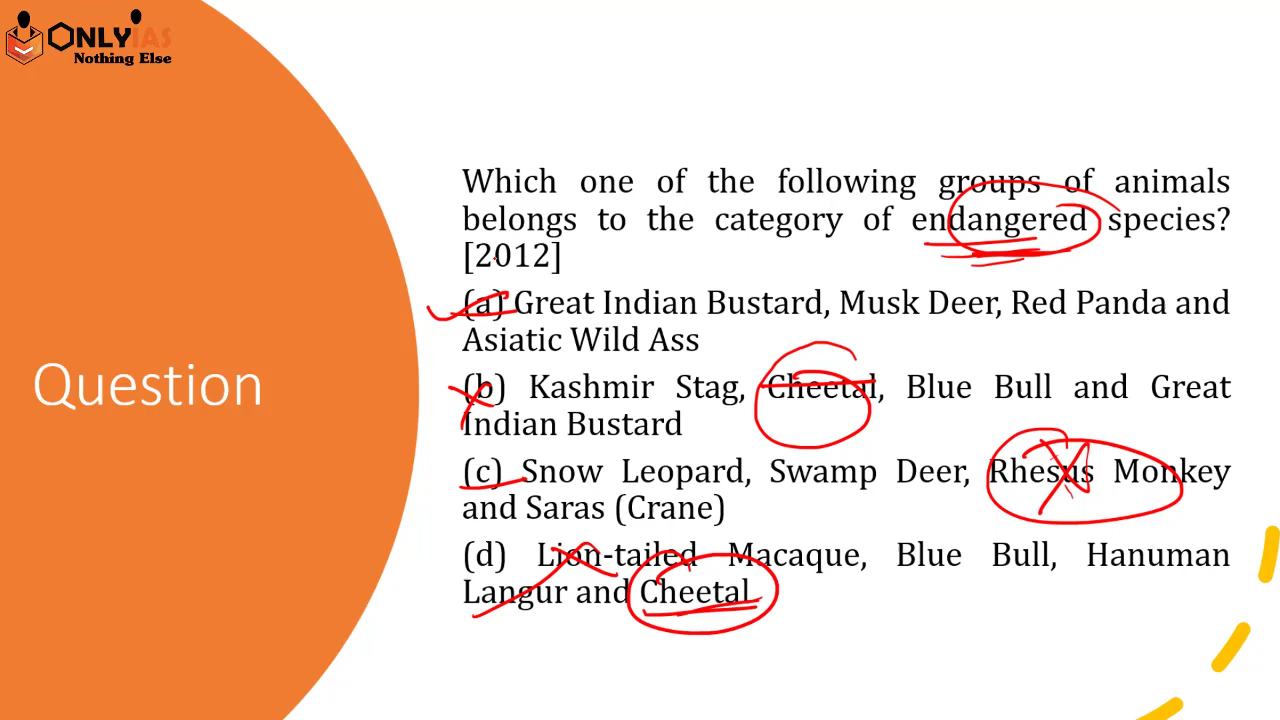 ONLYIAS
Nothing Else
Question
Which one of the following groups of animals
belongs to the category of endangered species?
[2012]
(a) Great Indian Bustard, Musk Deer, Red Panda and
Asiatic Wild Ass
(b) Kashmir Stag, Cheetal, Blue Bull and Great
Indian Bustard
(c) Snow Leopard, Swamp Deer, Rhesus Monkey
and Saras (Crane)
(d) Lion-tailed Macaque, Blue Bull, Hanuman
Langur and Cheetal